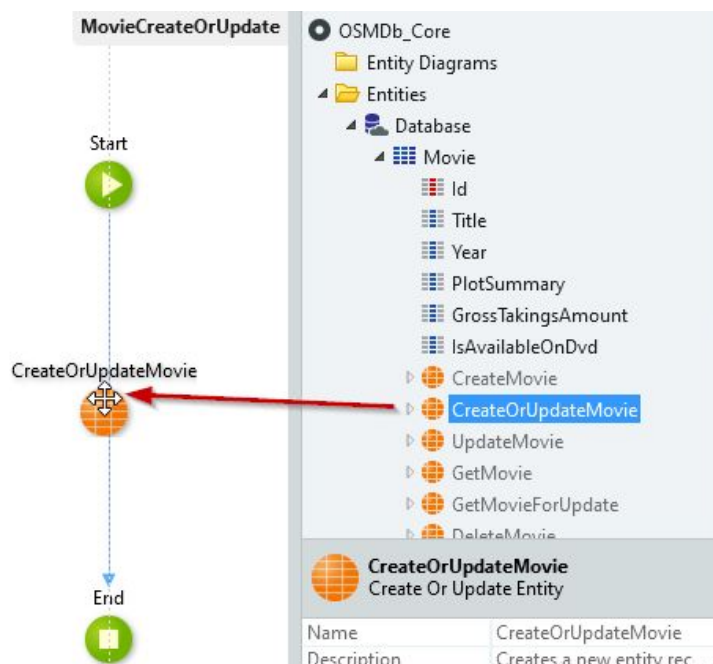 MovieCreateOrUpdate
Start
CreateOrUpdateMovie
End
OSMDb_Core
Entity Diagrams
Entities
Database
Movie
Id
Title
Year
PlotSummary
GrossTakingsAmount
IsAvailableOnDvd
CreateMovie
CreateOrUpdateMovie
UpdateMovie
GetMovie
GetMovieForUpdate
DeleteMovie
CreateOrUpdateMovie
Create Or Update Entity
Name CreateOrUpdateMovie
Description Creates a new entity rec